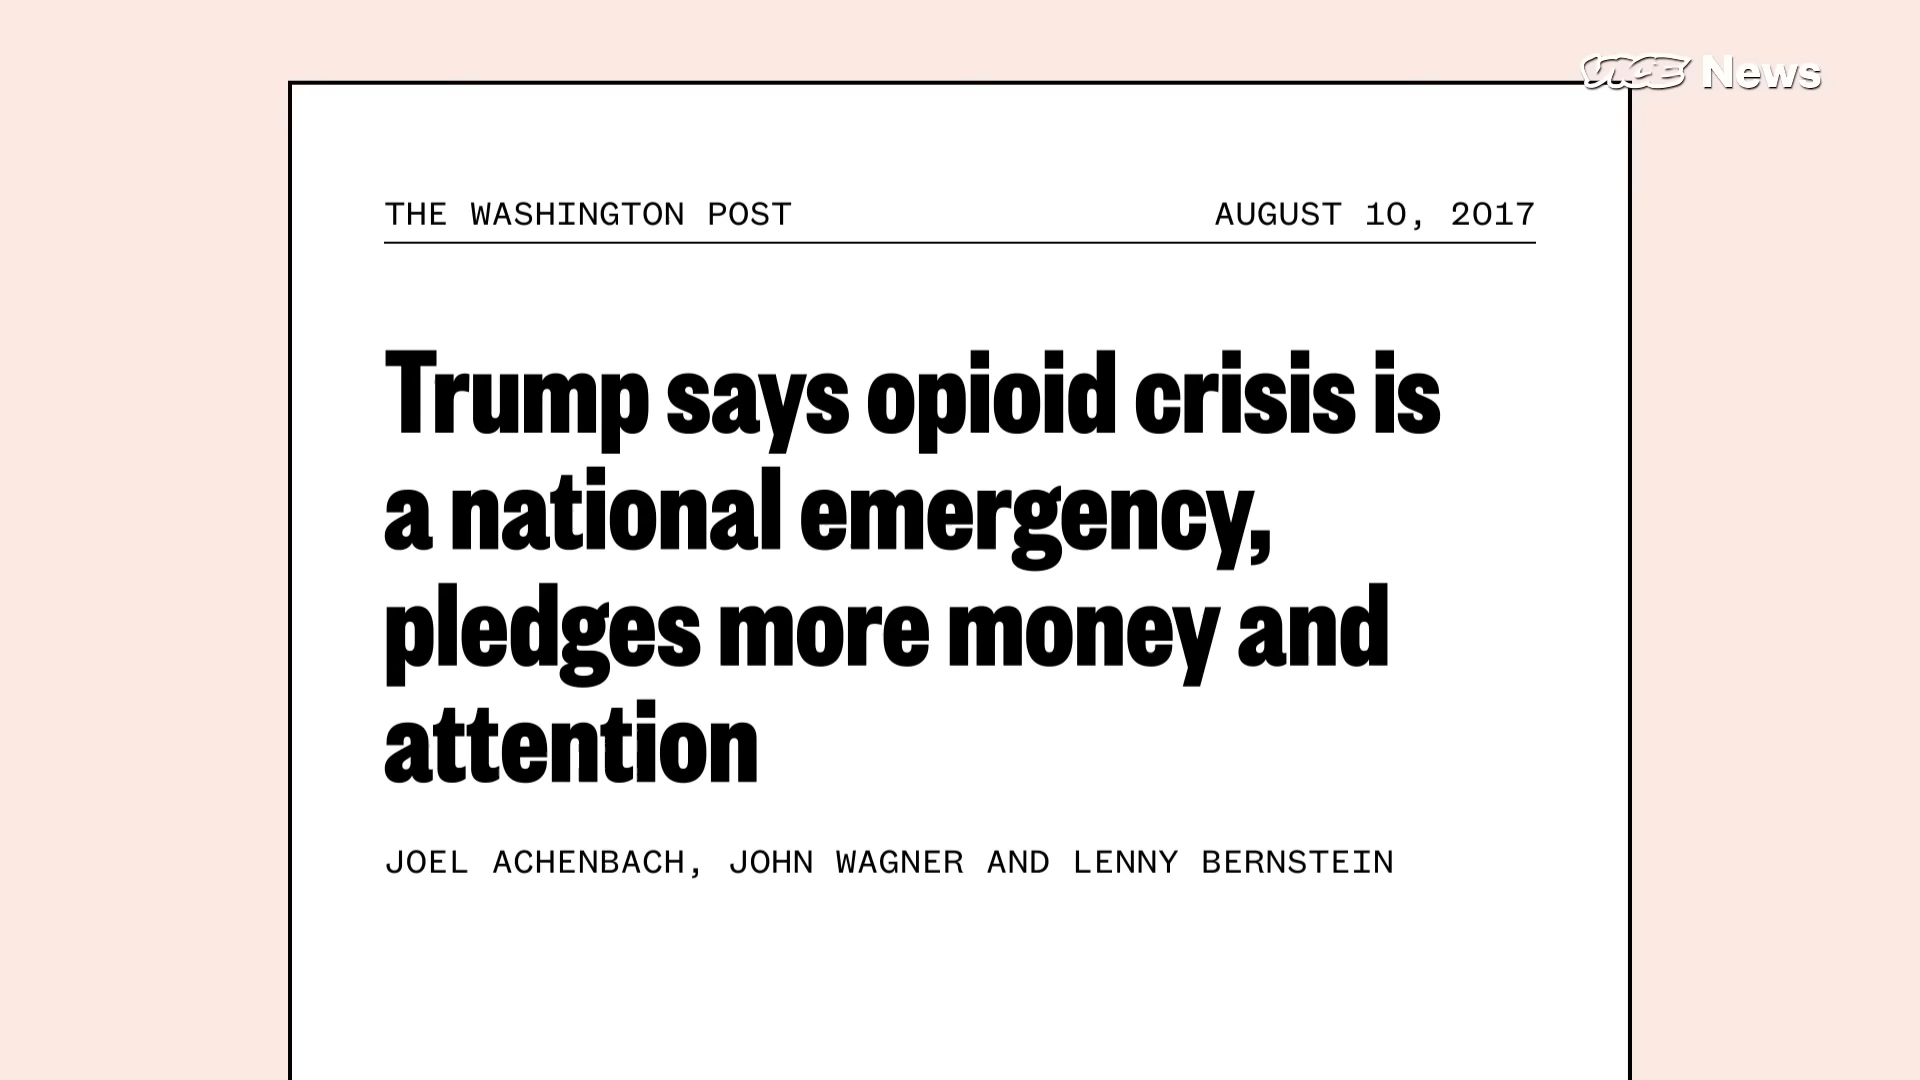 VICE News
THE WASHINGTON POST AUGUST 10, 2017
Trump says opioid crisis is
a national emergency,
pledges more money and
attention
JOEL ACHENBACH, JOHN WAGNER AND LENNY BERNSTEIN